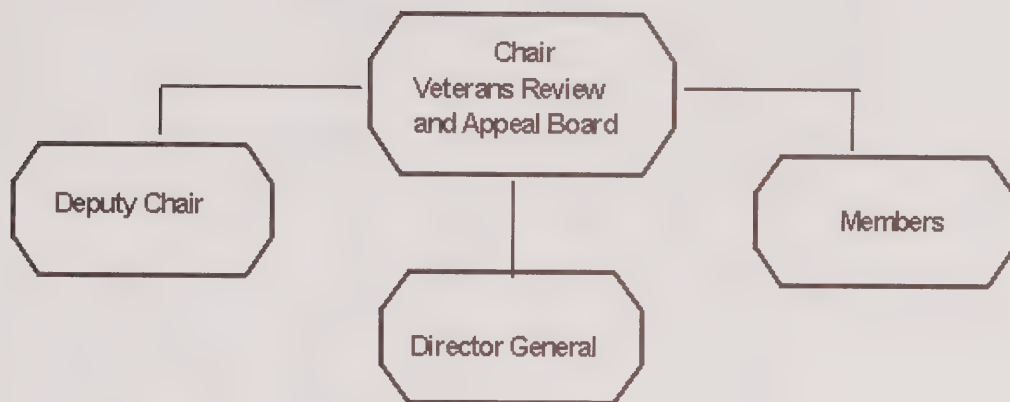 Chair
Veterans Review
and Appeal Board
Deputy Chair
Members
Director General